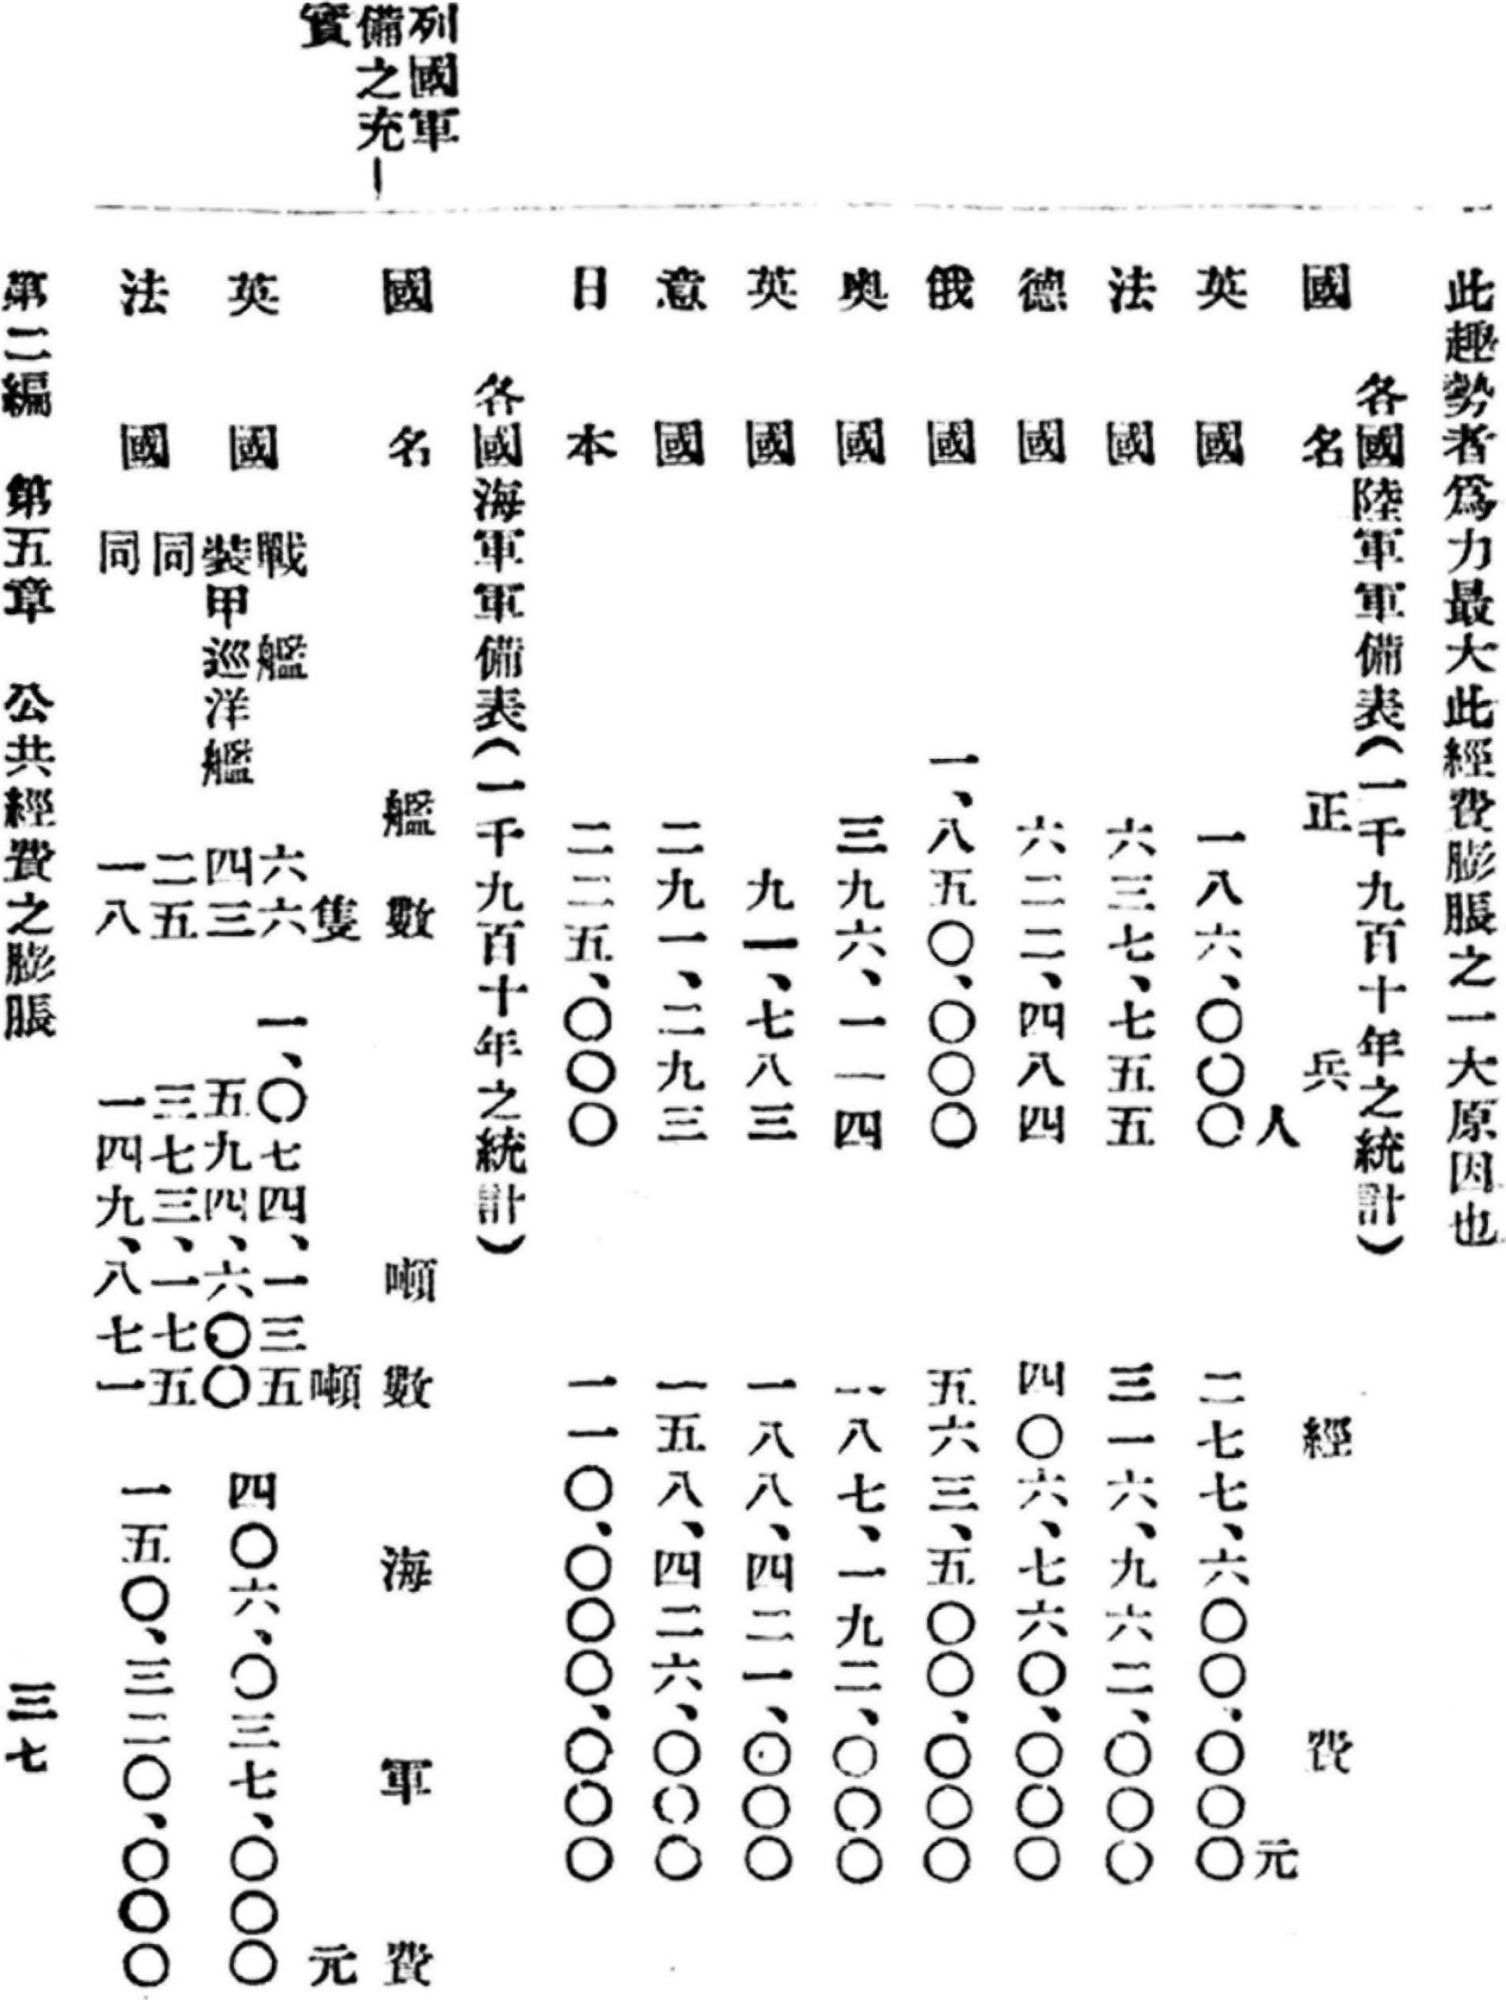 列國軍
備之充
實
此趨勢者爲力最大此經費膨脹之一大原因也
各國陸軍軍備表(一千九百十年之統計)
國名 正兵 經費
人 元
英國 一八六、〇〇〇 二七七、六〇〇、〇〇〇
法國 六三七、七五五 三一六、九六二、〇〇〇
德國 六二二、四八四 四〇六、七六〇、〇〇〇
俄國 一、八五〇、〇〇〇 五六三、五〇〇、〇〇〇
奥國 三九六、一一四 一八七、一九二、〇〇〇
英國 九一、七八三 一八八、四二一、〇〇〇
意國 二九一、二九三 一五八、四二六、〇〇〇
日本 二二五、〇〇〇 一一〇、〇〇〇、〇〇〇
各國海軍軍備表(一千九百十年之統計)
國名 艦數 噸數 海軍費
隻 噸 元
英國 戰艦 六六 一、〇七四、一三五 四〇六、〇三七、〇〇〇
裝甲巡洋艦 四三 五九四、六〇〇
法國 同 二五 三七三、一七五 一五〇、三二〇、〇〇〇
同 一八 一四九、八七一
第二編 第五章 公共經費之膨脹 三七